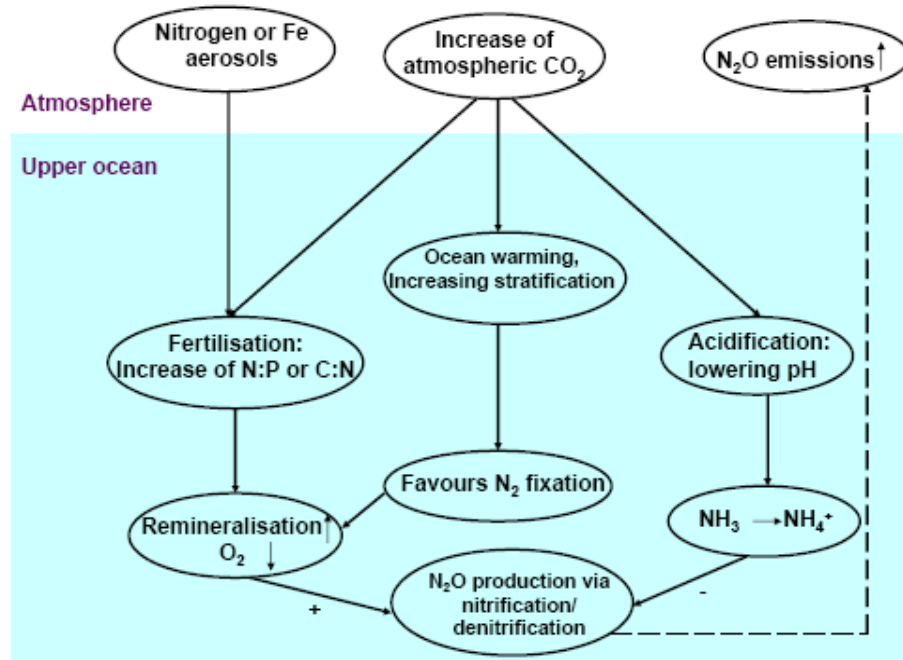 Nitrogen or Fe
aerosols
Increase of
atmospheric CO₂
N₂O emissions↑
Atmosphere
Upper ocean
Ocean warming,
Increasing stratification
Fertilisation:
Increase of N:P or C:N
Acidification:
lowering pH
Favours N₂ fixation
Remineralisation↑
O₂ ↓
NH₃ → NH₄⁺
+
-
N₂O production via
nitrification/
denitrification